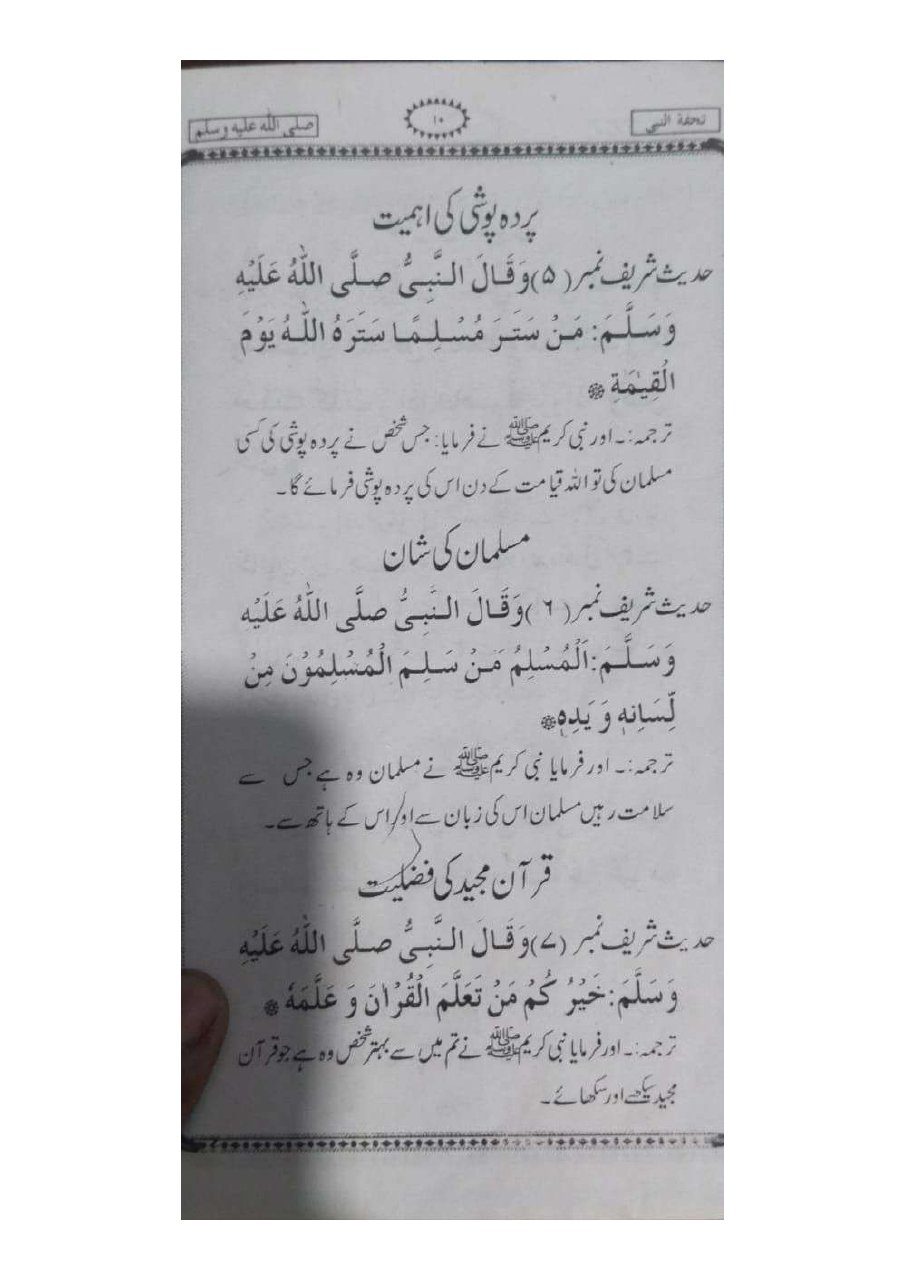 تحفة النبی
۱۰
صلی اللہ علیہ وسلم
پردہ پوشی کی اہمیت
حدیث شریف نمبر (۵) وَقَالَ النَّبِیُّ صَلَّی اللّٰهُ عَلَیْهِ
وَسَلَّمَ: مَنْ سَتَرَ مُسْلِمًا سَتَرَهُ اللّٰهُ یَوْمَ
الْقِیٰمَةِ ۞
ترجمہ:۔ اور نبی کریم ﷺ نے فرمایا: جس شخص نے پردہ پوشی کی کسی
مسلمان کی تو اللہ قیامت کے دن اس کی پردہ پوشی فرمائے گا۔
مسلمان کی شان
حدیث شریف نمبر (۶) وَقَالَ النَّبِیُّ صَلَّی اللّٰهُ عَلَیْهِ
وَسَلَّمَ: اَلْمُسْلِمُ مَنْ سَلِمَ الْمُسْلِمُوْنَ مِنْ
لِّسَانِهٖ وَ یَدِهٖ ۞
ترجمہ:۔ اور فرمایا نبی کریم ﷺ نے مسلمان وہ ہے جس سے
سلامت رہیں مسلمان اس کی زبان سے اور اس کے ہاتھ سے۔
قرآن مجید کی فضلیت
حدیث شریف نمبر (۷) وَقَالَ النَّبِیُّ صَلَّی اللّٰهُ عَلَیْهِ
وَسَلَّمَ: خَیْرُ کُمْ مَنْ تَعَلَّمَ الْقُرْاٰنَ وَ عَلَّمَهٗ ۞
ترجمہ:۔ اور فرمایا نبی کریم ﷺ نے تم میں سے بہتر شخص وہ ہے جو قرآن
مجید سیکھے اور سکھائے۔